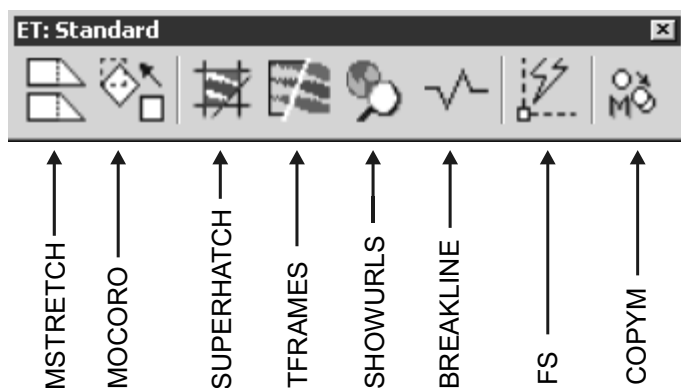 ET: Standard
M
MSTRETCH
MOCORO
SUPERHATCH
TFRAMES
SHOWURLS
BREAKLINE
FS
COPYM